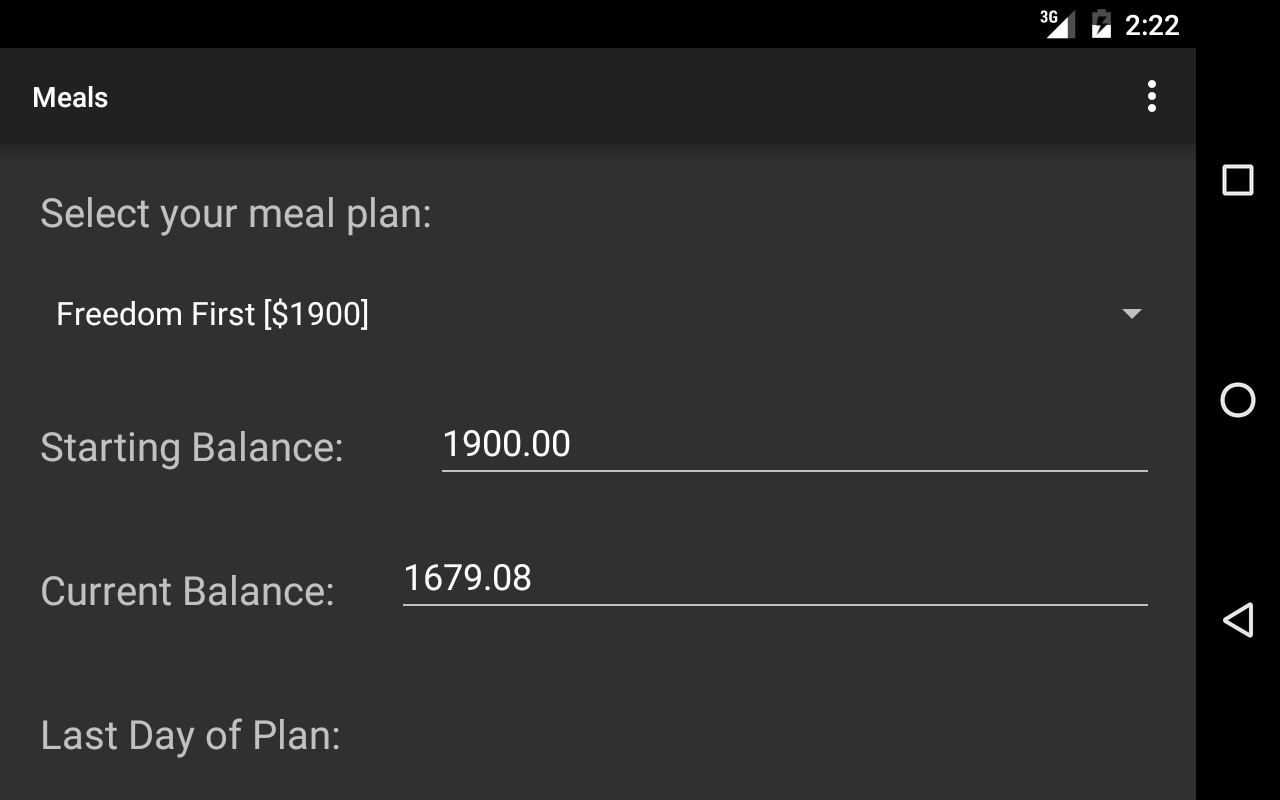 3G 2:22
Meals
Select your meal plan:
Freedom First [$1900]
Starting Balance: 1900.00
Current Balance: 1679.08
Last Day of Plan: